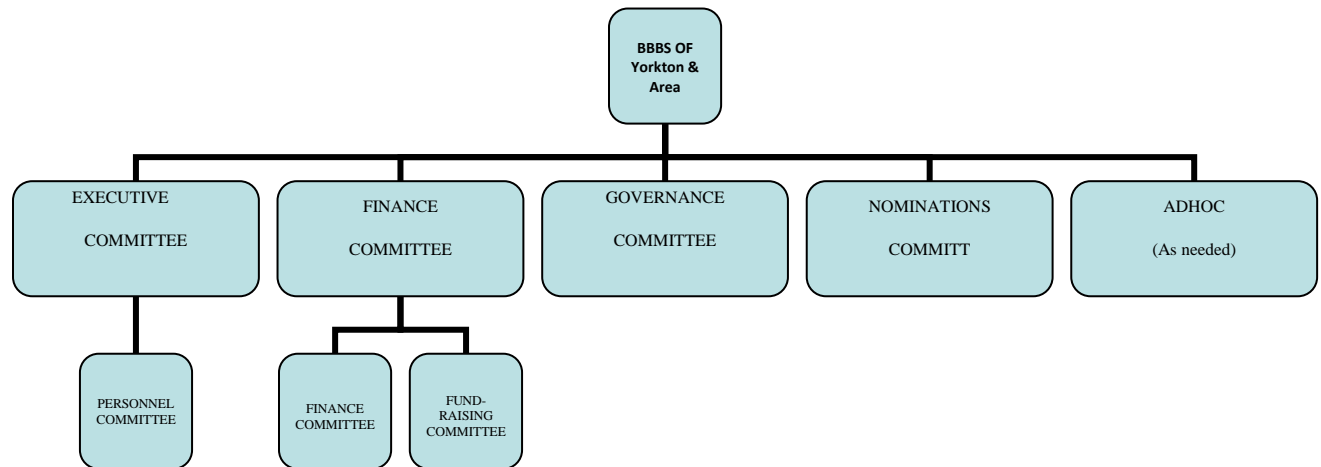 BBBS OF
Yorkton &
Area
EXECUTIVE
COMMITTEE
FINANCE
COMMITTEE
GOVERNANCE
COMMITTEE
NOMINATIONS
COMMITT
ADHOC
(As needed)
PERSONNEL
COMMITTEE
FINANCE
COMMITTEE
FUND-
RAISING
COMMITTEE